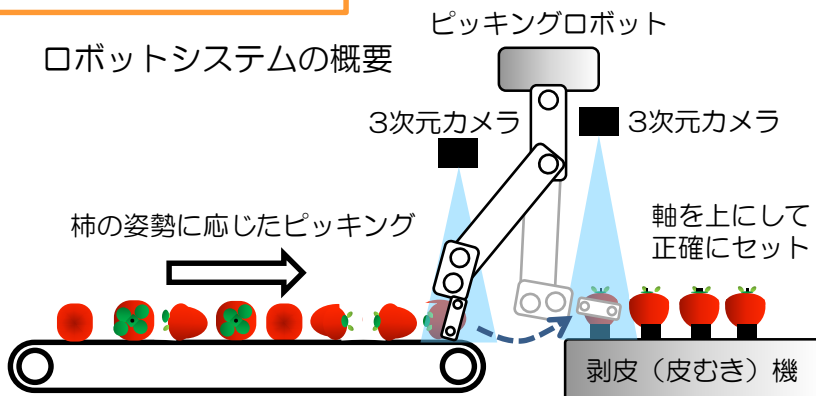 ピッキングロボット
ロボットシステムの概要
3次元カメラ
3次元カメラ
柿の姿勢に応じたピッキング
軸を上にして
正確にセット
剥皮（皮むき）機